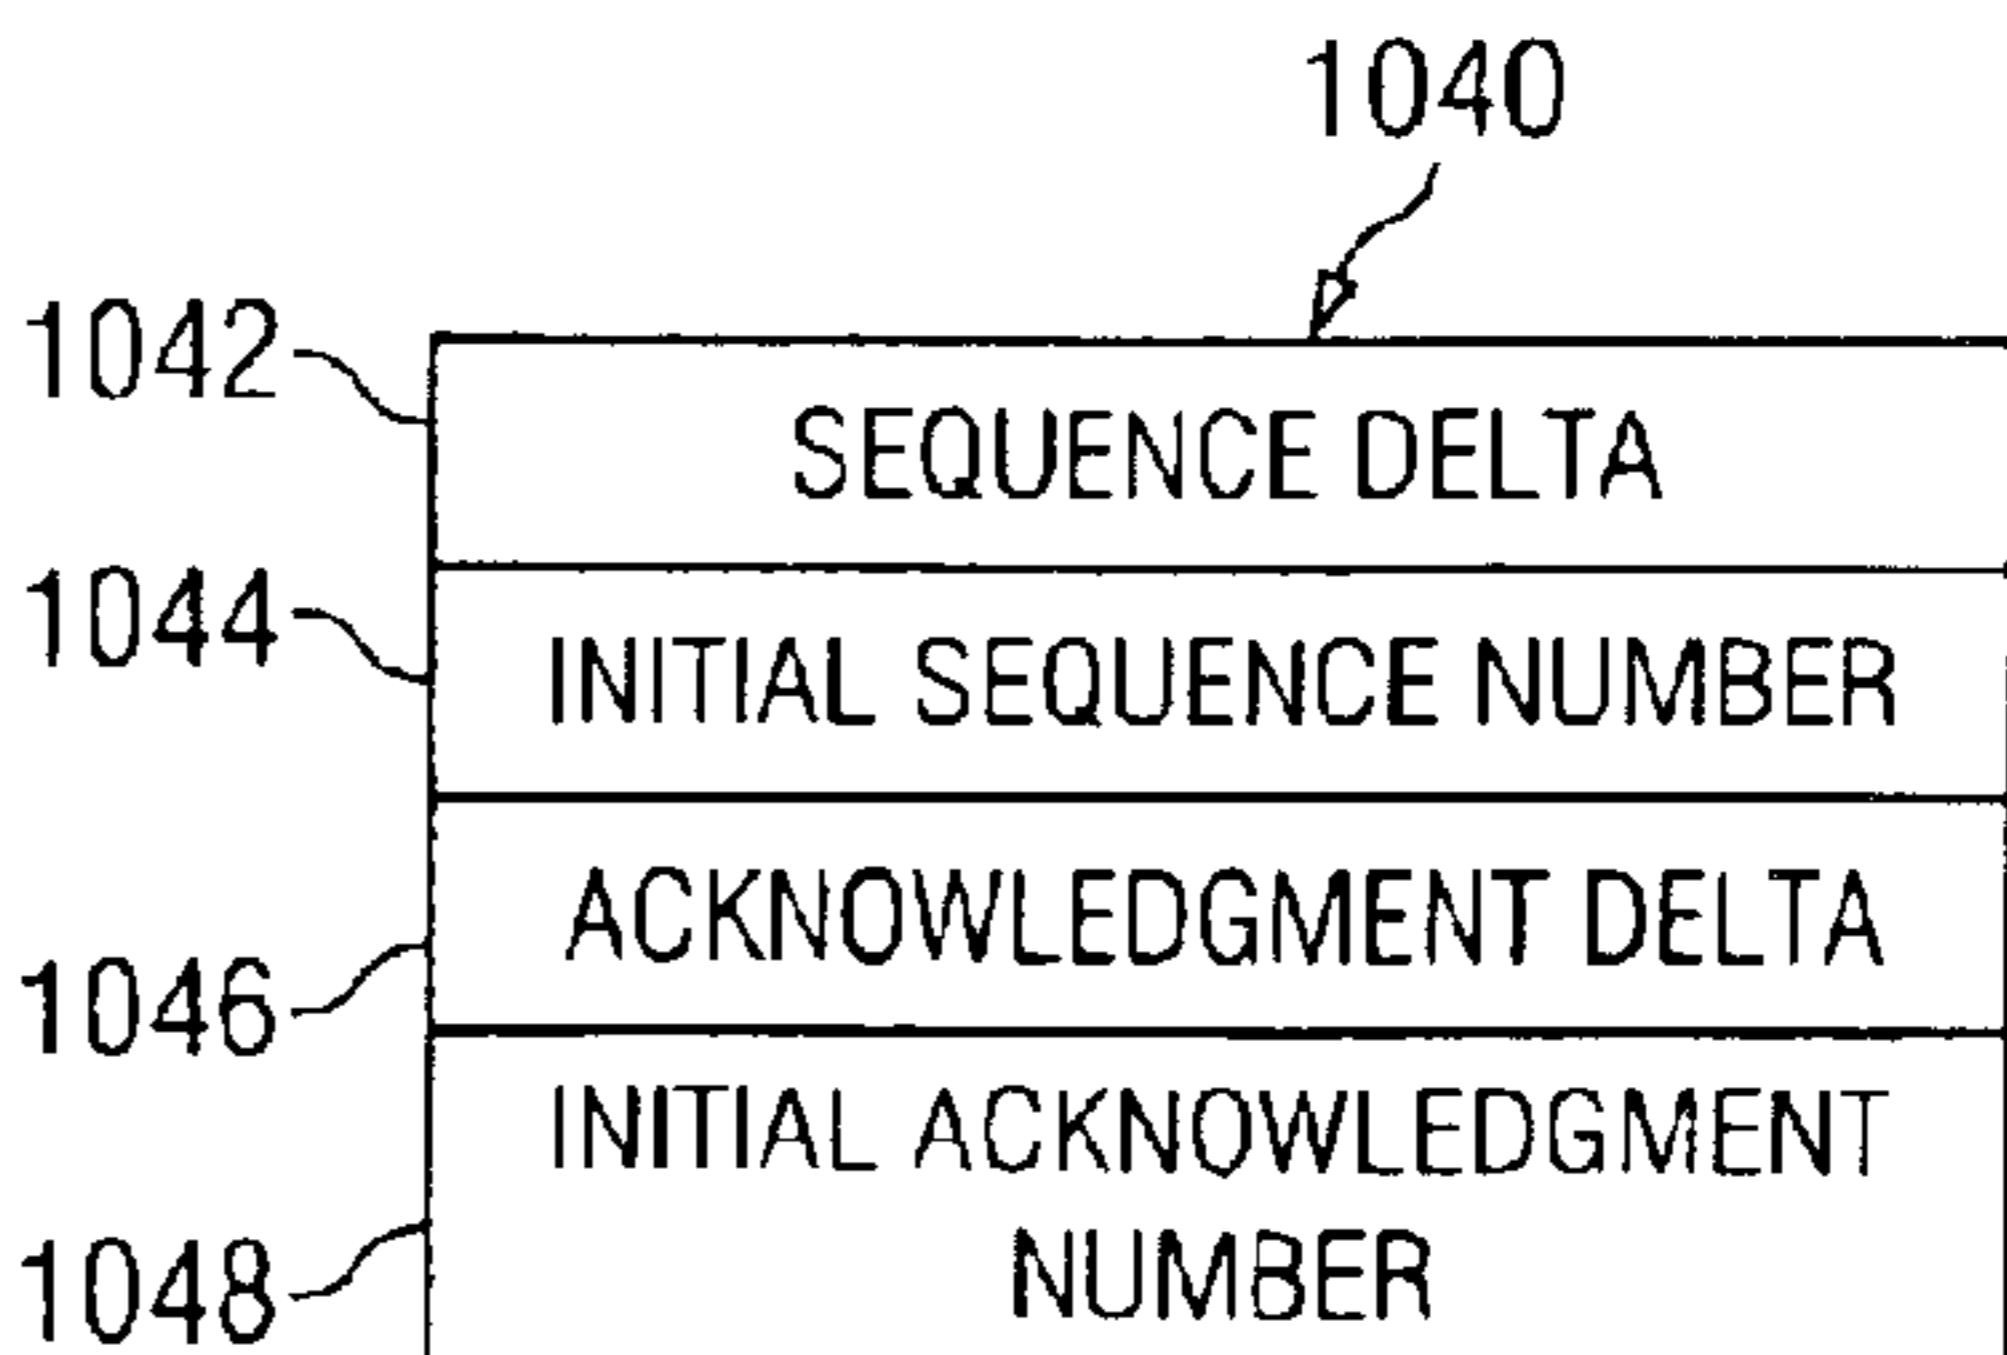 1040
1042
SEQUENCE DELTA
1044
INITIAL SEQUENCE NUMBER
ACKNOWLEDGMENT DELTA
1046
INITIAL ACKNOWLEDGMENT
NUMBER
1048